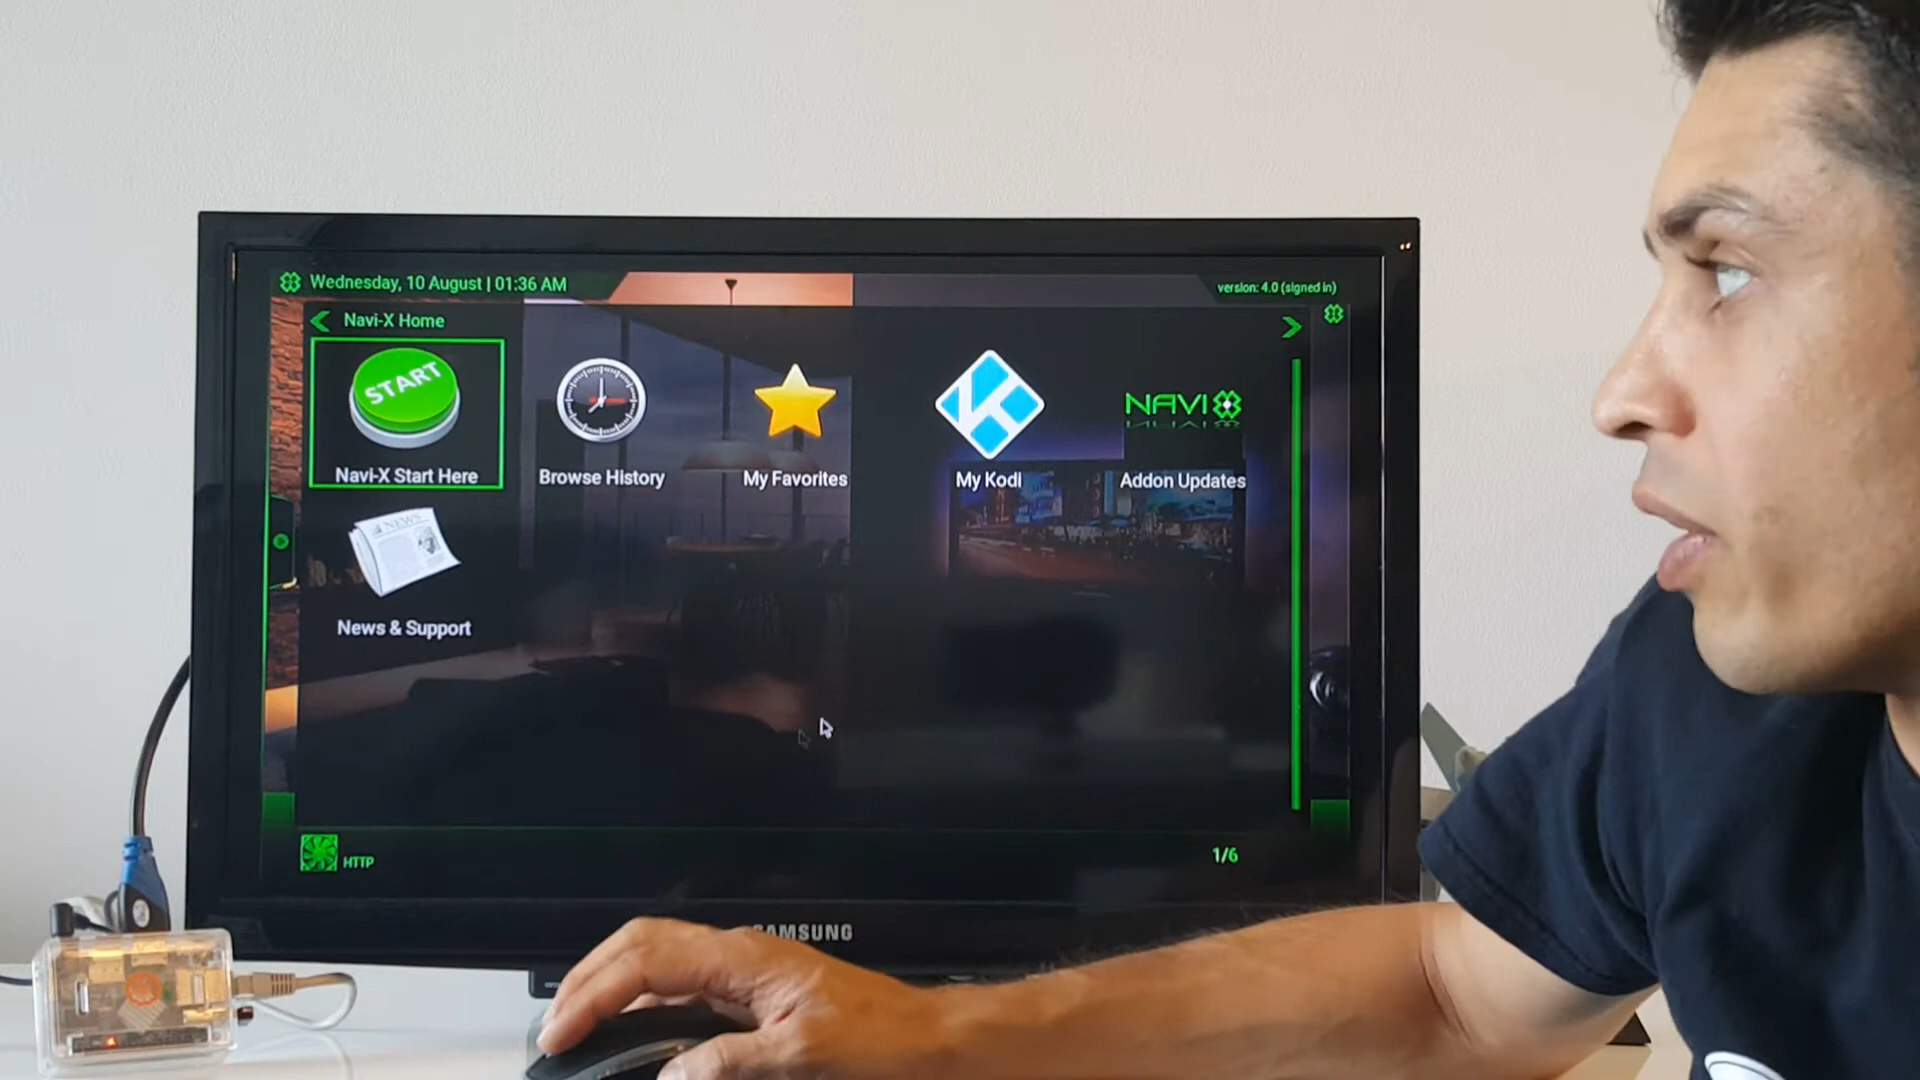 Wednesday, 10 August | 01:36 AM
version: 4.0 (signed in)
Navi-X Home
START
NAVI
Navi-X Start Here
Browse History
My Favorites
My Kodi
Addon Updates
NEWS
News & Support
HTTP
1/6
SAMSUNG